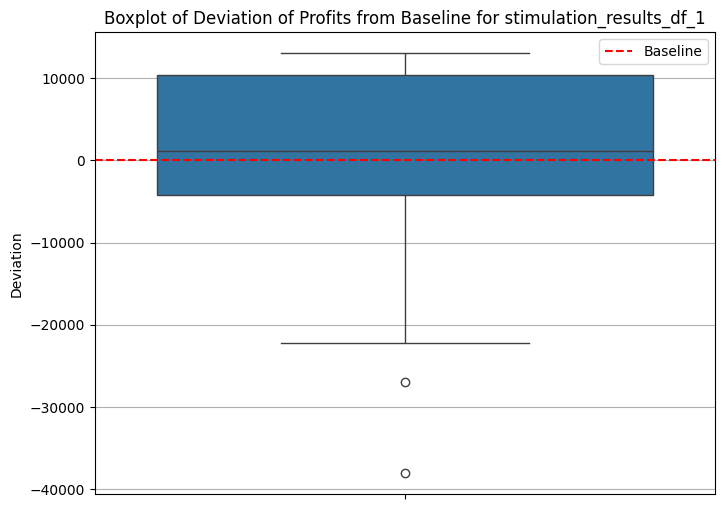 Boxplot of Deviation of Profits from Baseline for stimulation_results_df_1
Baseline
10000
0
−10000
−20000
−30000
−40000
Deviation